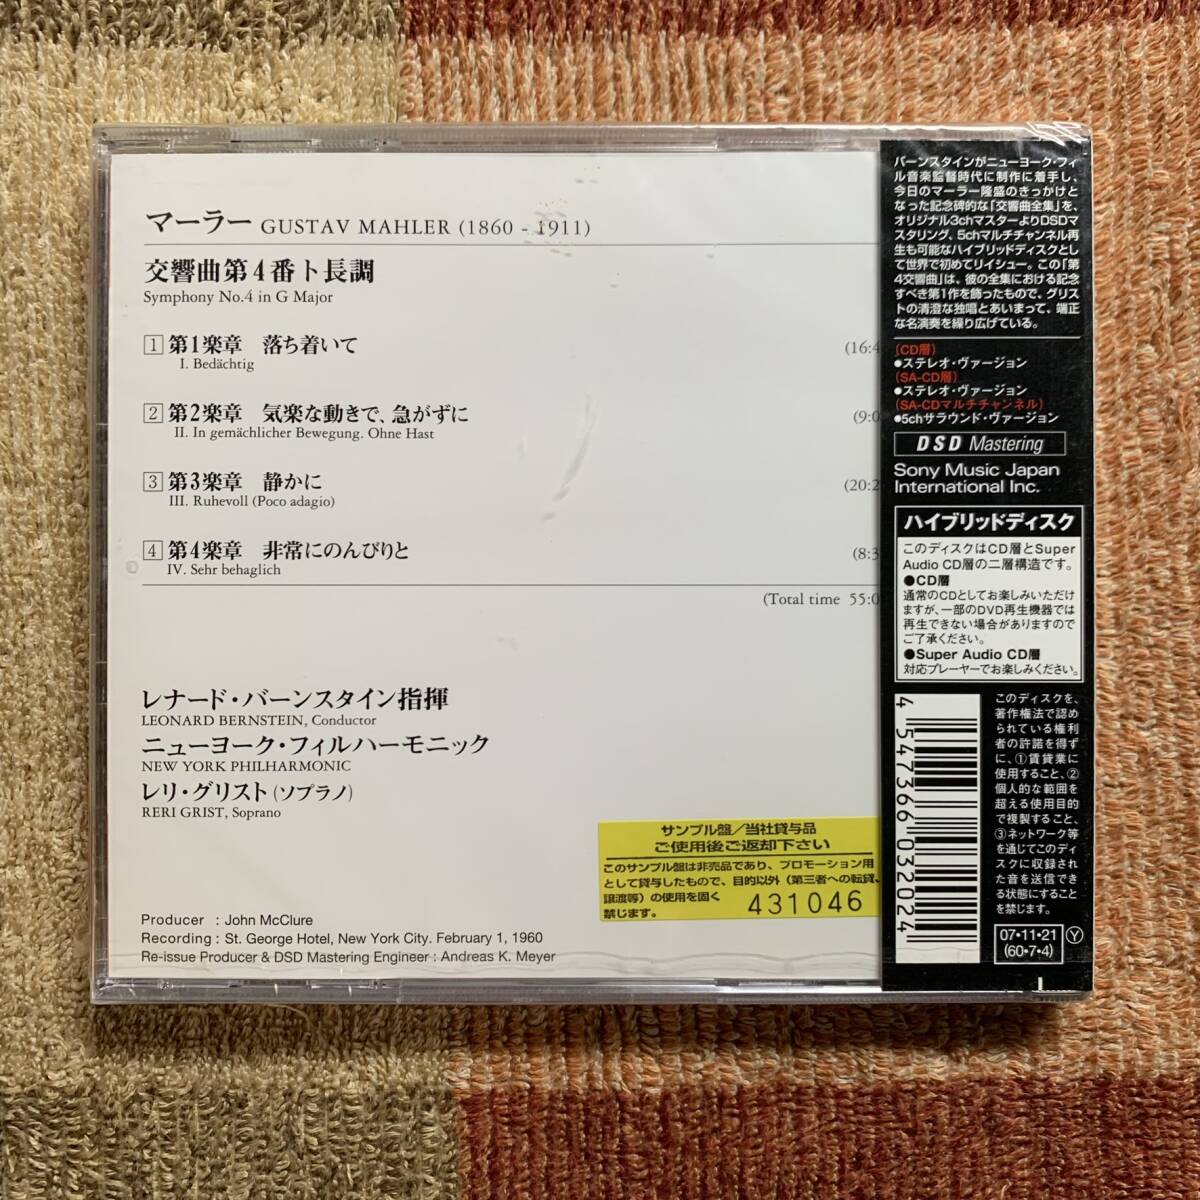 マーラー GUSTAV MAHLER (1860 - 1911)
交響曲第4番ト長調
Symphony No.4 in G Major
1 第1楽章 落ち着いて (16:4
I. Bedächtig
2 第2楽章 気楽な動きで、急がずに (9:0
II. In gemächlicher Bewegung. Ohne Hast
3 第3楽章 静かに (20:2
III. Ruhevoll (Poco adagio)
4 第4楽章 非常にのんびりと (8:3
IV. Sehr behaglich
(Total time 55:0
レナード・バーンスタイン指揮
LEONARD BERNSTEIN, Conductor
ニューヨーク・フィルハーモニック
NEW YORK PHILHARMONIC
レリ・グリスト(ソプラノ)
RERI GRIST, Soprano
Producer : John McClure
Recording : St. George Hotel, New York City. February 1, 1960
Re-issue Producer & DSD Mastering Engineer : Andreas K. Meyer
サンプル盤/当社貸与品
ご使用後ご返却下さい
このサンプル盤は非売品であり、プロモーション用
として貸与したもので、目的以外(第三者への転貸、
譲渡等)の使用を固く
禁じます。
431046
バーンスタインがニューヨーク・フィ
ル音楽監督時代に制作に着手し、
今日のマーラー隆盛のきっかけと
なった記念碑的な「交響曲全集」を、
オリジナル3chマスターよりDSDマ
スタリング、5chマルチチャンネル再
生も可能なハイブリッドディスクとし
て世界で初めてリイシュー。この「第
4交響曲」は、彼の全集における記念
すべき第1作を飾ったもので、グリス
トの清澄な独唱とあいまって、端正
な名演奏を繰り広げている。
(CD層)
●ステレオ・ヴァージョン
(SA-CD層)
●ステレオ・ヴァージョン
(SA-CDマルチチャンネル)
●5chサラウンド・ヴァージョン
DSD Mastering
Sony Music Japan
International Inc.
ハイブリッドディスク
このディスクはCD層とSuper
Audio CD層の二層構造です。
●CD層
通常のCDとしてお楽しみいただけ
ますが、一部のDVD再生機器では
再生できない場合がありますので
ご了承ください。
●Super Audio CD層
対応プレーヤーでお楽しみください。
4 547366 032024
このディスクを、
著作権法で認め
られている権利
者の許諾を得ず
に、①賃貸業に
使用すること、②
個人的な範囲を
超える使用目的
で複製すること、
③ネットワーク等
を通じてこのディ
スクに収録され
た音を送信でき
る状態にすること
を禁じます。
07・11・21
(60・7・4)
Y